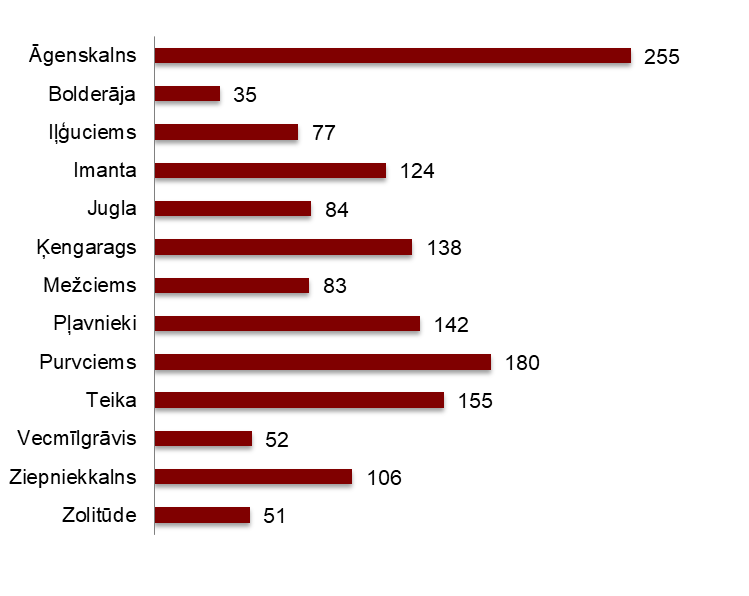 Āgenskalns 255
Bolderāja 35
Iļģuciems 77
Imanta 124
Jugla 84
Ķengarags 138
Mežciems 83
Pļavnieki 142
Purvciems 180
Teika 155
Vecmīlgrāvis 52
Ziepniekkalns 106
Zolitūde 51